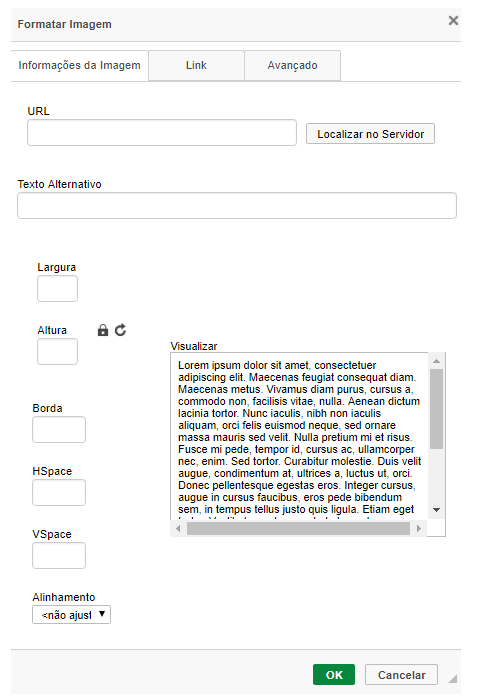 Formatar Imagem
Informações da Imagem
Link
Avançado
URL
Localizar no Servidor
Texto Alternativo
Largura
Altura
Visualizar
Lorem ipsum dolor sit amet, consectetuer
adipiscing elit. Maecenas feugiat consequat diam.
Maecenas metus. Vivamus diam purus, cursus a,
commodo non, facilisis vitae, nulla. Aenean dictum
lacinia tortor. Nunc iaculis, nibh non iaculis
aliquam, orci felis euismod neque, sed ornare
massa mauris sed velit. Nulla pretium mi et risus.
Fusce mi pede, tempor id, cursus ac, ullamcorper
nec, enim. Sed tortor. Curabitur molestie. Duis velit
augue, condimentum at, ultrices a, luctus ut, orci.
Donec pellentesque egestas eros. Integer cursus,
augue in cursus faucibus, eros pede bibendum
sem, in tempus tellus justo quis ligula. Etiam eget
Borda
HSpace
VSpace
Alinhamento
<não ajust
OK
Cancelar